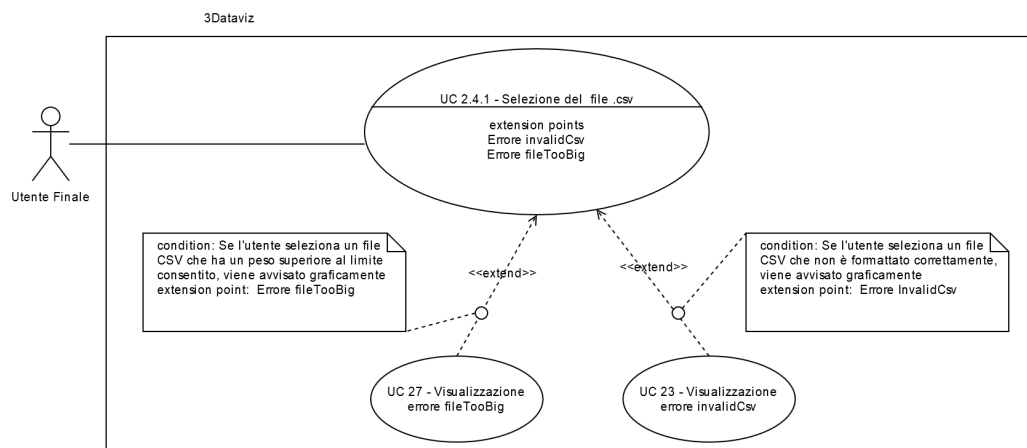 3Dataviz
UC 2.4.1 - Selezione del file .csv
extension points
Errore invalidCsv
Errore fileTooBig
Utente Finale
condition: Se l'utente seleziona un file
CSV che ha un peso superiore al limite
consentito, viene avvisato graficamente
extension point: Errore fileTooBig
<<extend>>
<<extend>>
condition: Se l'utente seleziona un file
CSV che non è formattato correttamente,
viene avvisato graficamente
extension point: Errore InvalidCsv
UC 27 - Visualizzazione
errore fileTooBig
UC 23 - Visualizzazione
errore invalidCsv